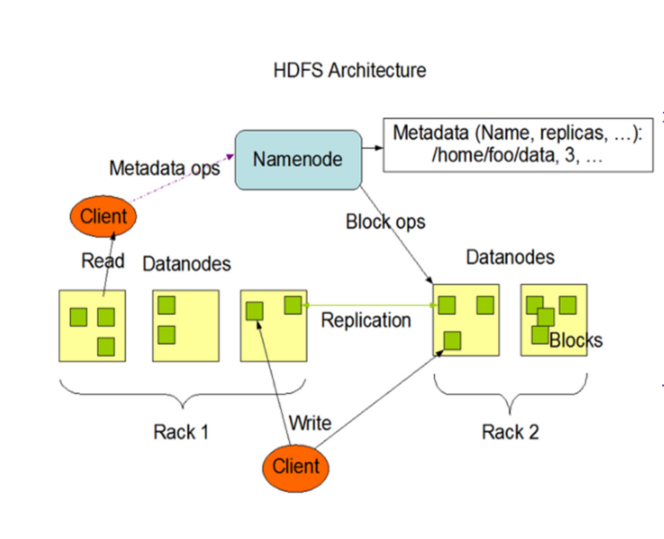 HDFS Architecture
Metadata (Name, replicas, ...):
/home/foo/data, 3, ...
Namenode
Metadata ops
Client
Block ops
Read
Datanodes
Datanodes
Replication
Blocks
Rack 1
Write
Rack 2
Client